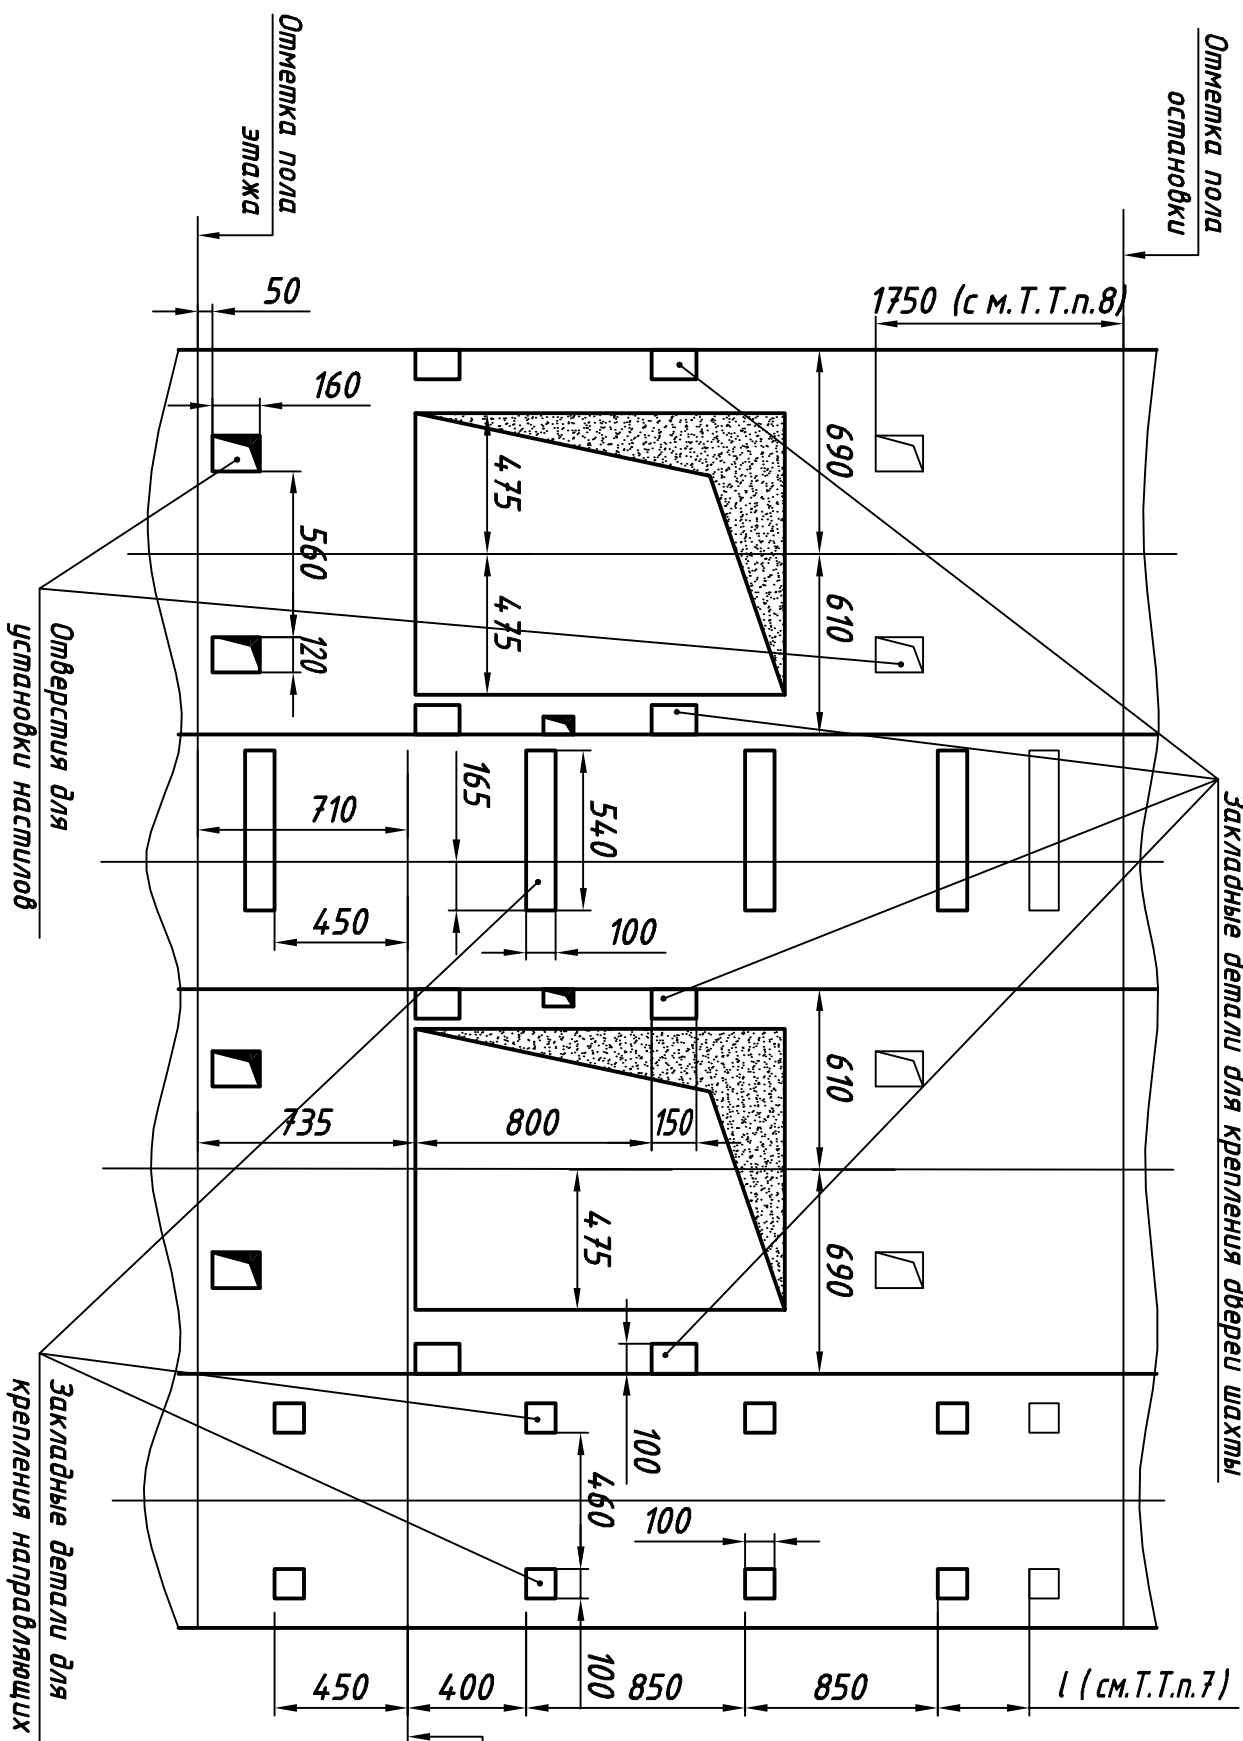 Отметка пола
остановки
Отметка пола
этажа
1750 (с м.Т.Т.п.8)
50
160
690
475
560
475
610
120
Отверстия для
установки настилов
Закладные детали для крепления дверей шахты
165
540
710
450
100
610
735
800
150
475
690
100
460
100
Закладные детали для
крепления направляющих
100
450
400
850
850
l ( см.Т.Т.п.7)